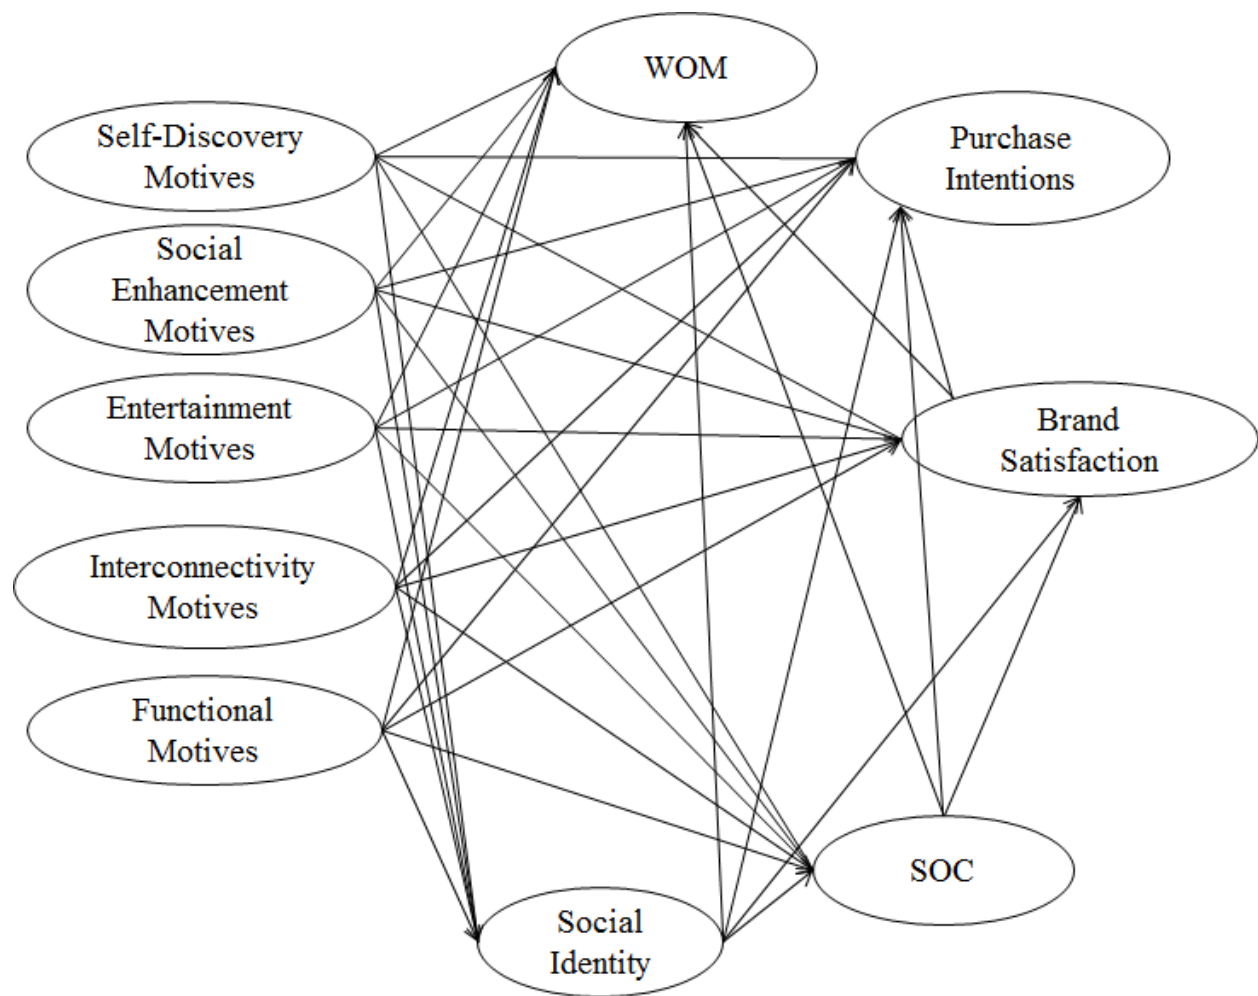 WOM
Self-Discovery
Motives
Purchase
Intentions
Social
Enhancement
Motives
Entertainment
Motives
Brand
Satisfaction
Interconnectivity
Motives
Functional
Motives
SOC
Social
Identity